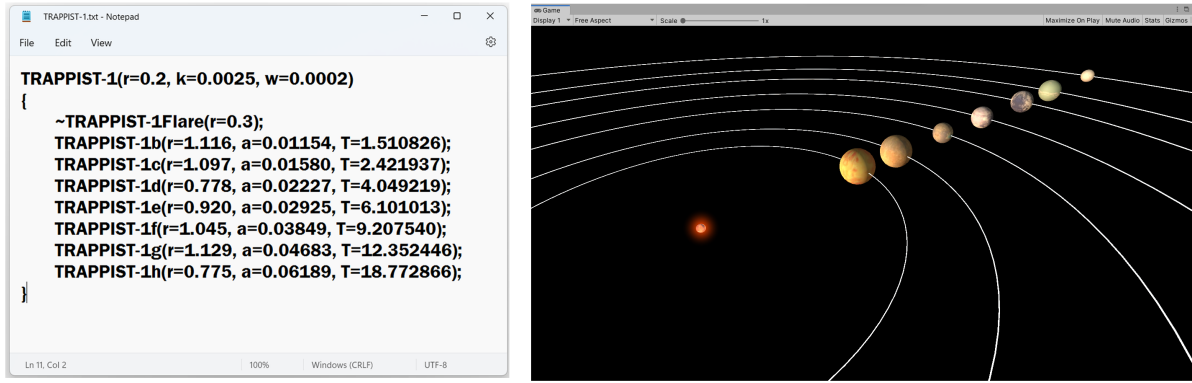 TRAPPIST-1.txt - Notepad
File Edit View
TRAPPIST-1(r=0.2, k=0.0025, w=0.0002)
{
~TRAPPIST-1Flare(r=0.3);
TRAPPIST-1b(r=1.116, a=0.01154, T=1.510826);
TRAPPIST-1c(r=1.097, a=0.01580, T=2.421937);
TRAPPIST-1d(r=0.778, a=0.02227, T=4.049219);
TRAPPIST-1e(r=0.920, a=0.02925, T=6.101013);
TRAPPIST-1f(r=1.045, a=0.03849, T=9.207540);
TRAPPIST-1g(r=1.129, a=0.04683, T=12.352446);
TRAPPIST-1h(r=0.775, a=0.06189, T=18.772866);
}
Ln 11, Col 2 100% Windows (CRLF) UTF-8
Game
Display 1 Free Aspect Scale 1x Maximize On Play Mute Audio Stats Gizmos